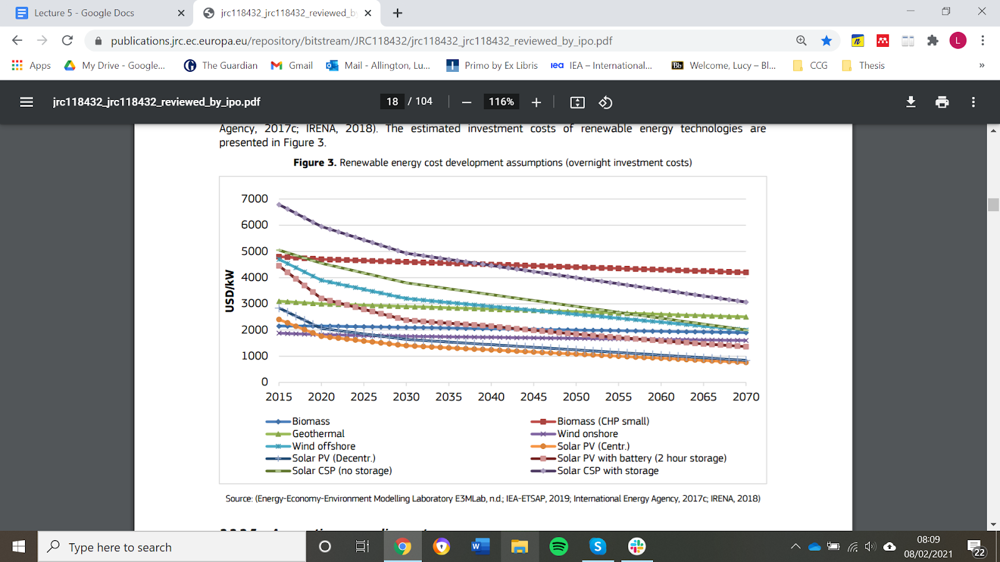 Lecture 5 - Google Docs
jrc118432_jrc118432_reviewed_b
publications.jrc.ec.europa.eu/repository/bitstream/JRC118432/jrc118432_jrc118432_reviewed_by_ipo.pdf
L
Apps
My Drive - Google...
The Guardian
Gmail
Mail - Allington, Lu...
Primo by Ex Libris
iea IEA – International...
Bb Welcome, Lucy – Bl...
CCG
Thesis
»
jrc118432_jrc118432_reviewed_by_ipo.pdf
18 / 104
116%
Agency, 2017c; IRENA, 2018). The estimated investment costs of renewable energy technologies are
presented in Figure 3.
Figure 3. Renewable energy cost development assumptions (overnight investment costs)
USD/kW
7000
6000
5000
4000
3000
2000
1000
0
2015 2020 2025 2030 2035 2040 2045 2050 2055 2060 2065 2070
Biomass
Biomass (CHP small)
Geothermal
Wind onshore
Wind offshore
Solar PV (Centr.)
Solar PV (Decentr.)
Solar PV with battery (2 hour storage)
Solar CSP (no storage)
Solar CSP with storage
Source: (Energy-Economy-Environment Modelling Laboratory E3MLab, n.d.; IEA-ETSAP, 2019; International Energy Agency, 2017c; IRENA, 2018)
Type here to search
08:09
08/02/2021
22